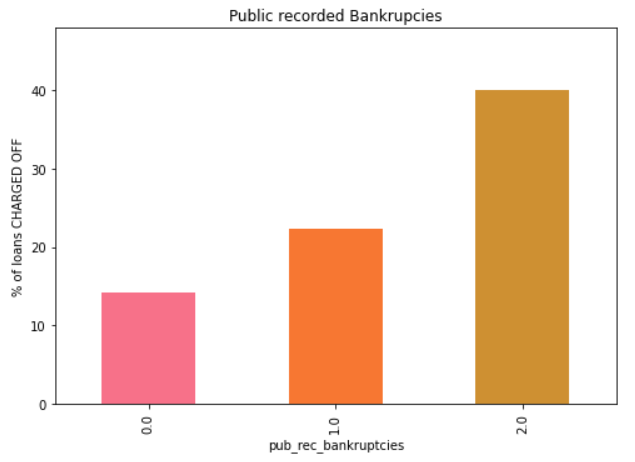 Public recorded Bankrupcies
% of loans CHARGED OFF
40
30
20
10
0
0.0
1.0
2.0
pub_rec_bankruptcies